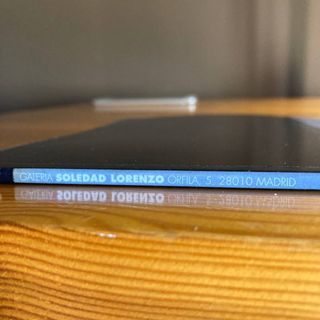 GALERIA SOLEDAD LORENZO ORFILA, 5. 28010 MADRID